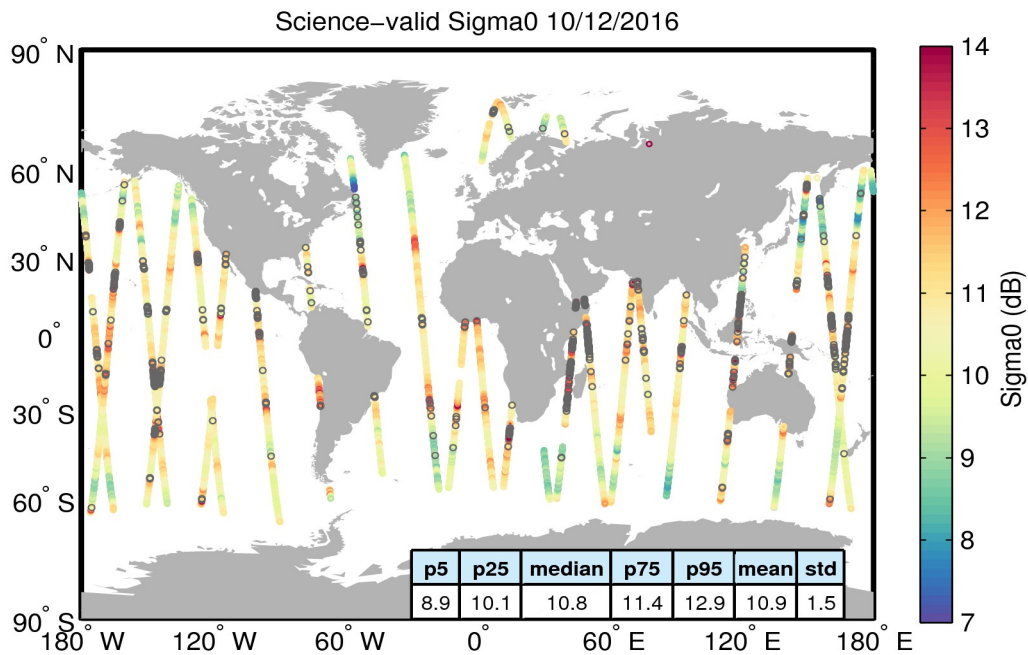 Science−valid Sigma0 10/12/2016
90° N
60° N
30° N
0°
30° S
60° S
90° S
180° W
120° W
60° W
0°
60° E
120° E
180° E
p5 p25 median p75 p95 mean std
8.9 10.1 10.8 11.4 12.9 10.9 1.5
14
13
12
11
10
9
8
7
Sigma0 (dB)